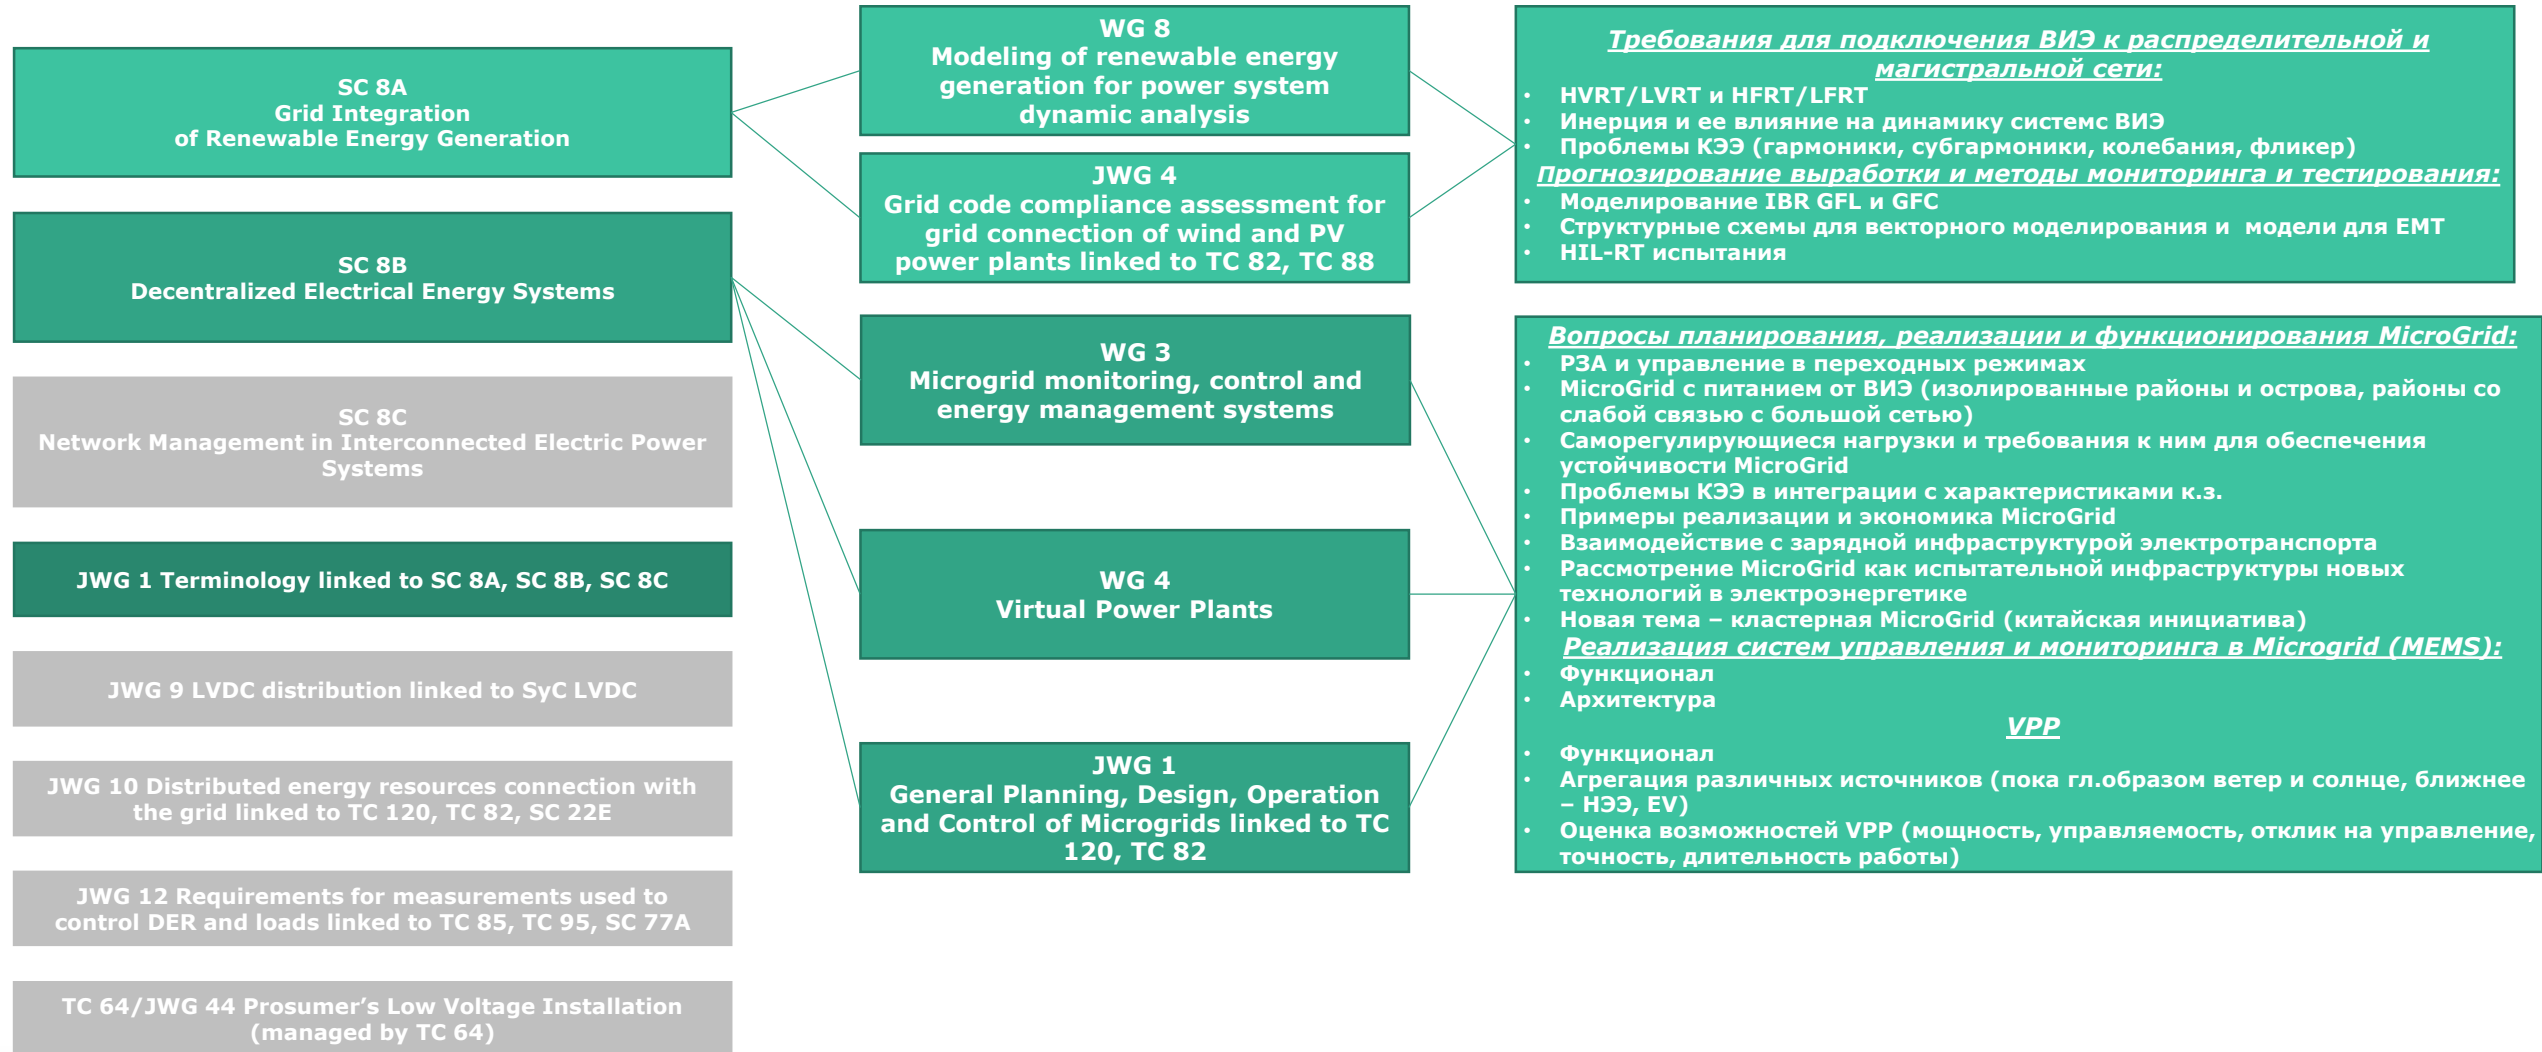 SC 8A
Grid Integration
of Renewable Energy Generation
SC 8B
Decentralized Electrical Energy Systems
SC 8C
Network Management in Interconnected Electric Power
Systems
JWG 1 Terminology linked to SC 8A, SC 8B, SC 8C
JWG 9 LVDC distribution linked to SyC LVDC
JWG 10 Distributed energy resources connection with
the grid linked to TC 120, TC 82, SC 22E
JWG 12 Requirements for measurements used to
control DER and loads linked to TC 85, TC 95, SC 77A
TC 64/JWG 44 Prosumer’s Low Voltage Installation
(managed by TC 64)
WG 8
Modeling of renewable energy
generation for power system
dynamic analysis
JWG 4
Grid code compliance assessment for
grid connection of wind and PV
power plants linked to TC 82, TC 88
WG 3
Microgrid monitoring, control and
energy management systems
WG 4
Virtual Power Plants
JWG 1
General Planning, Design, Operation
and Control of Microgrids linked to TC
120, TC 82
Требования для подключения ВИЭ к распределительной и
магистральной сети:
• HVRT/LVRT и HFRT/LFRT
• Инерция и ее влияние на динамику системс ВИЭ
• Проблемы КЭЭ (гармоники, субгармоники, колебания, фликер)
Прогнозирование выработки и методы мониторинга и тестирования:
• Моделирование IBR GFL и GFC
• Структурные схемы для векторного моделирования и  модели для EMT
• HIL-RT испытания
Вопросы планирования, реализации и функционирования MicroGrid:
• РЗА и управление в переходных режимах
• MicroGrid с питанием от ВИЭ (изолированные районы и острова, районы со
слабой связью с большой сетью)
• Саморегулирующиеся нагрузки и требования к ним для обеспечения
устойчивости MicroGrid
• Проблемы КЭЭ в интеграции с характеристиками к.з.
• Примеры реализации и экономика MicroGrid
• Взаимодействие с зарядной инфраструктурой электротранспорта
• Рассмотрение MicroGrid как испытательной инфраструктуры новых
технологий в электроэнергетике
• Новая тема – кластерная MicroGrid (китайская инициатива)
Реализация систем управления и мониторинга в Microgrid (MEMS):
• Функционал
• Архитектура
VPP
• Функционал
• Агрегация различных источников (пока гл.образом ветер и солнце, ближнее
– НЭЭ, EV)
• Оценка возможностей VPP (мощность, управляемость, отклик на управление,
точность, длительность работы)